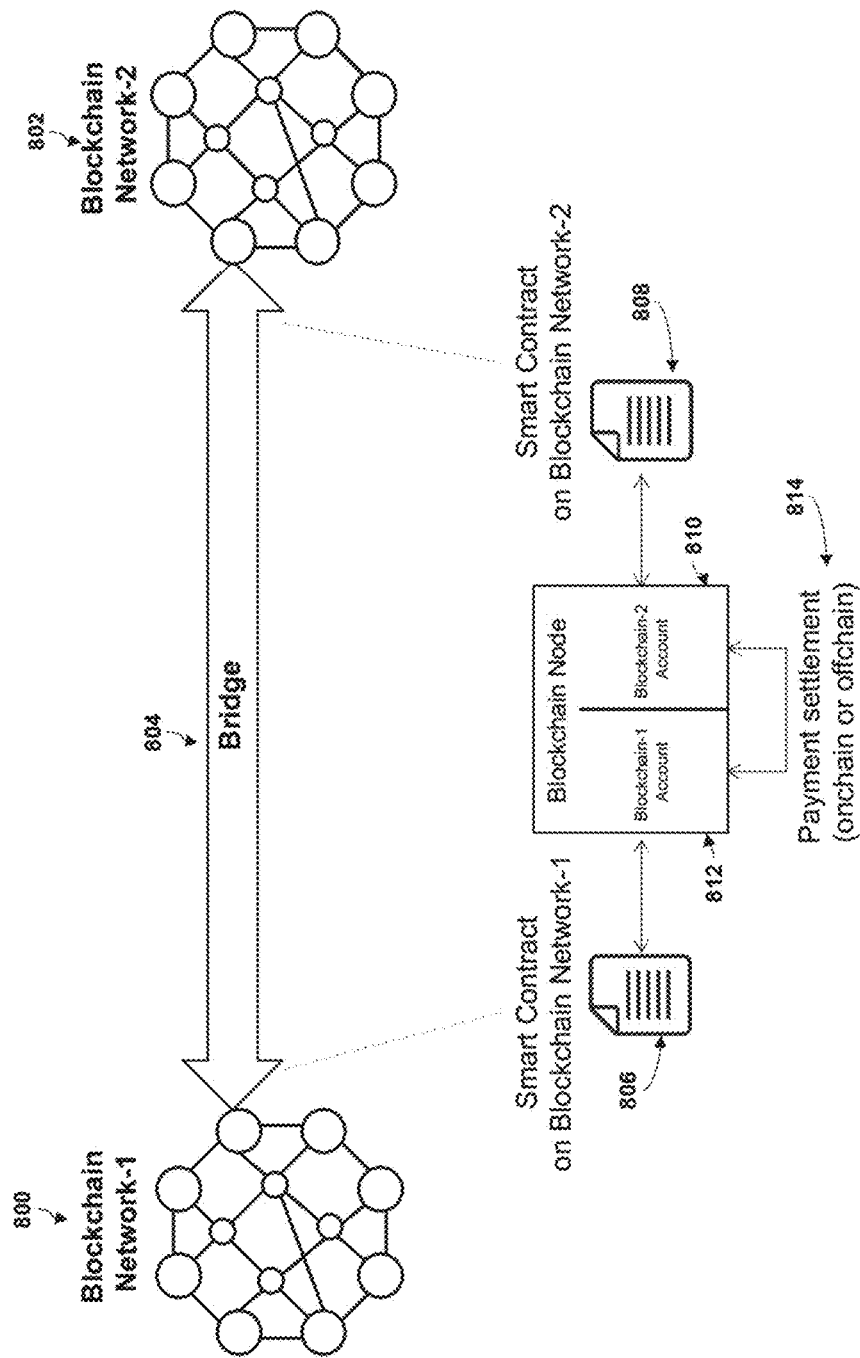 800
Blockchain
Network-1
804
Bridge
802
Blockchain
Network-2
Smart Contract
on Blockchain Network-1
806
Blockchain Node
Blockchain-1
Account
Blockchain-2
Account
812
810
Smart Contract
on Blockchain Network-2
808
Payment settlement
(onchain or offchain)
814